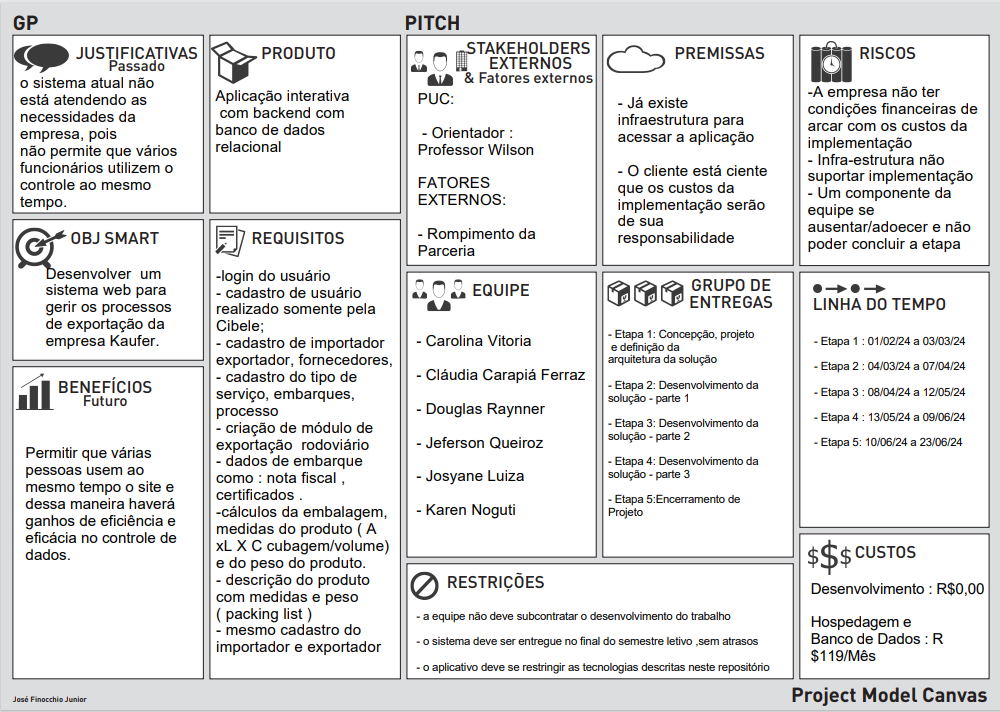 GP
PITCH
JUSTIFICATIVAS
Passado
o sistema atual não
está atendendo as
necessidades da
empresa, pois
não permite que vários
funcionários utilizem o
controle ao mesmo
tempo.
PRODUTO
Aplicação interativa
com backend com
banco de dados
relacional
STAKEHOLDERS
EXTERNOS
& Fatores externos
PUC:
- Orientador :
Professor Wilson
FATORES
EXTERNOS:
- Rompimento da
Parceria
PREMISSAS
- Já existe
infraestrutura para
acessar a aplicação
- O cliente está ciente
que os custos da
implementação serão
de sua
responsabilidade
RISCOS
-A empresa não ter
condições financeiras de
arcar com os custos da
implementação
- Infra-estrutura não
suportar implementação
- Um componente da
equipe se
ausentar/adoecer e não
poder concluir a etapa
OBJ SMART
Desenvolver um
sistema web para
gerir os processos
de exportação da
empresa Kaufer.
REQUISITOS
-login do usuário
- cadastro de usuário
realizado somente pela
Cibele;
- cadastro de importador
exportador, fornecedores,
- cadastro do tipo de
serviço, embarques,
processo
- criação de módulo de
exportação rodoviário
- dados de embarque
como : nota fiscal ,
certificados .
-cálculos da embalagem,
medidas do produto ( A
xL X C cubagem/volume)
e do peso do produto.
- descrição do produto
com medidas e peso
( packing list )
- mesmo cadastro do
importador e exportador
EQUIPE
- Carolina Vitoria
- Cláudia Carapiá Ferraz
- Douglas Raynner
- Jeferson Queiroz
- Josyane Luiza
- Karen Noguti
GRUPO DE
ENTREGAS
- Etapa 1: Concepção, projeto
e definição da
arquitetura da solução
- Etapa 2: Desenvolvimento da
solução - parte 1
- Etapa 3: Desenvolvimento da
solução - parte 2
- Etapa 4: Desenvolvimento da
solução - parte 3
- Etapa 5:Encerramento de
Projeto
LINHA DO TEMPO
- Etapa 1 : 01/02/24 a 03/03/24
- Etapa 2 : 04/03/24 a 07/04/24
- Etapa 3 : 08/04/24 a 12/05/24
- Etapa 4 : 13/05/24 a 09/06/24
- Etapa 5: 10/06/24 a 23/06/24
BENEFÍCIOS
Futuro
Permitir que várias
pessoas usem ao
mesmo tempo o site e
dessa maneira haverá
ganhos de eficiência e
eficácia no controle de
dados.
RESTRIÇÕES
- a equipe não deve subcontratar o desenvolvimento do trabalho
- o sistema deve ser entregue no final do semestre letivo ,sem atrasos
- o aplicativo deve se restringir as tecnologias descritas neste repositório
$$$ CUSTOS
Desenvolvimento : R$0,00
Hospedagem e
Banco de Dados : R
$119/Mês
José Finocchio Junior
Project Model Canvas